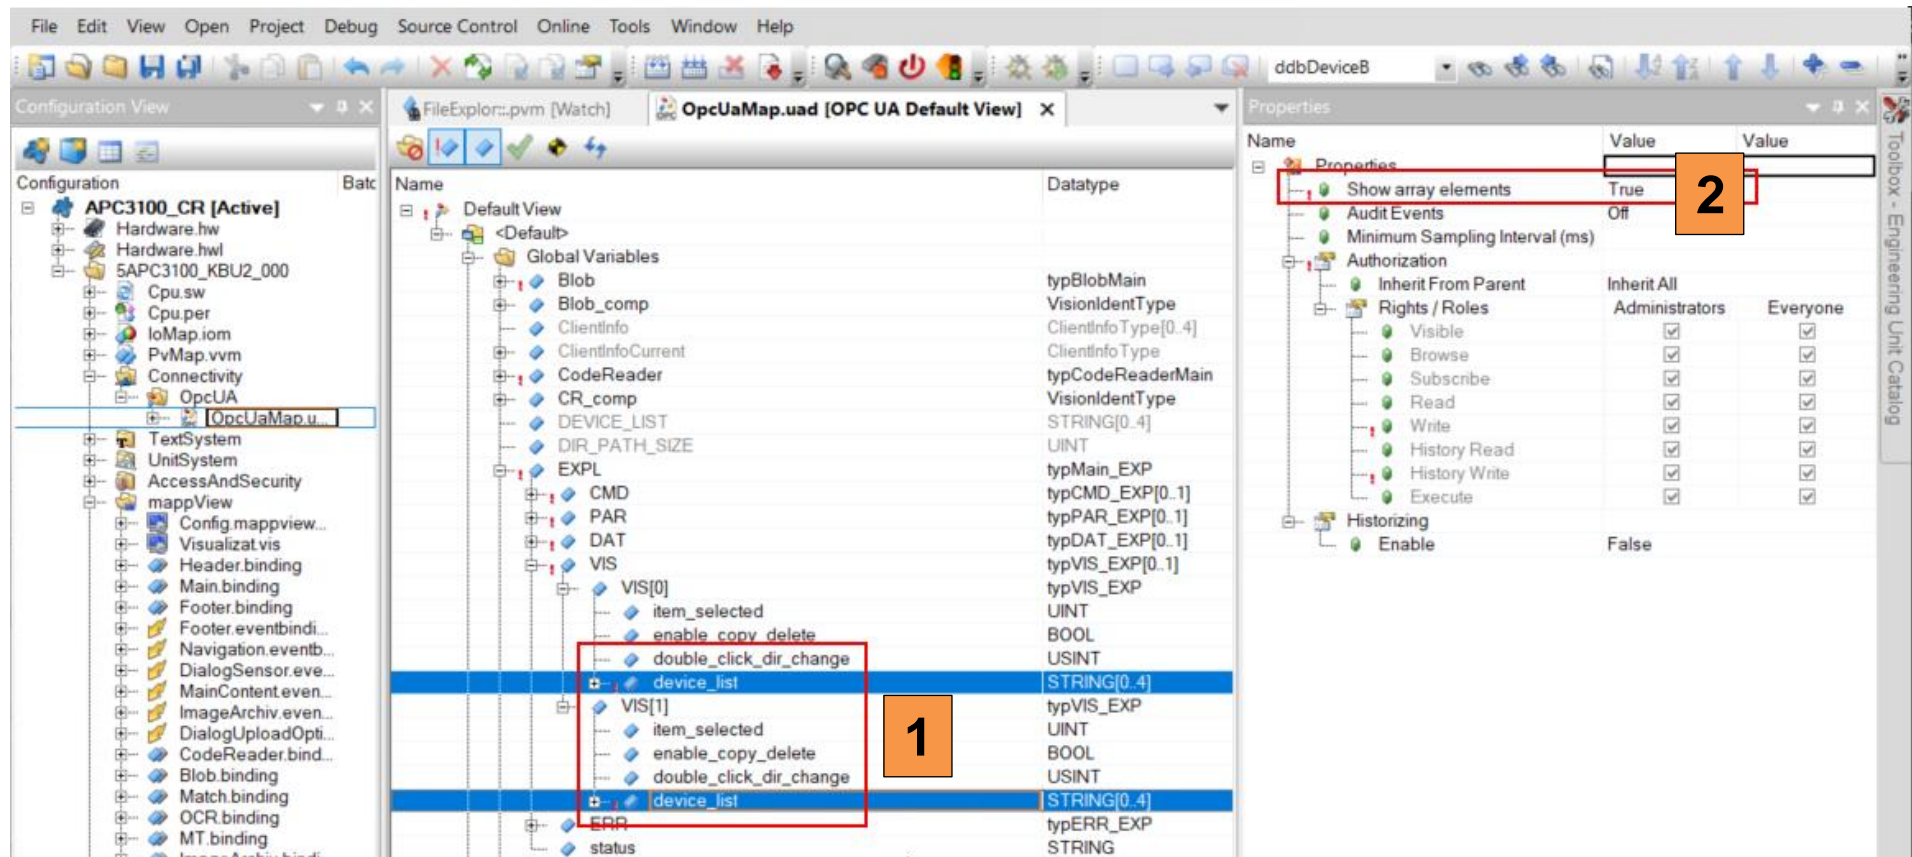 File Edit View Open Project Debug Source Control Online Tools Window Help
ddbDeviceB
Configuration View
Configuration Batc
APC3100_CR [Active]
Hardware.hw
Hardware.hwl
5APC3100_KBU2_000
Cpu.sw
Cpu.per
IoMap.iom
PvMap.vvm
Connectivity
OpcUA
OpcUaMap.u...
TextSystem
UnitSystem
AccessAndSecurity
mappView
Config.mappview...
Visualizat.vis
Header.binding
Main.binding
Footer.binding
Footer.eventbindi...
Navigation.eventb...
DialogSensor.eve...
MainContent.even...
ImageArchiv.even...
DialogUploadOpti...
CodeReader.bind...
Blob.binding
Match.binding
OCR.binding
MT.binding
FileExplor:::.pvm [Watch] OpcUaMap.uad [OPC UA Default View]
Name Datatype
Default View
<Default>
Global Variables
Blob typBlobMain
Blob_comp VisionIdentType
ClientInfo ClientInfoType[0..4]
ClientInfoCurrent ClientInfoType
CodeReader typCodeReaderMain
CR_comp VisionIdentType
DEVICE_LIST STRING[0..4]
DIR_PATH_SIZE UINT
EXPL typMain_EXP
CMD typCMD_EXP[0..1]
PAR typPAR_EXP[0..1]
DAT typDAT_EXP[0..1]
VIS typVIS_EXP[0..1]
VIS[0] typVIS_EXP
item_selected UINT
enable_copy_delete BOOL
double_click_dir_change USINT
device_list STRING[0..4]
VIS[1] typVIS_EXP
item_selected UINT
enable_copy_delete BOOL
double_click_dir_change USINT
device_list STRING[0..4]
ERR typERR_EXP
status STRING
1
Properties
Name Value Value
Properties
Show array elements True
Audit Events Off
Minimum Sampling Interval (ms)
Authorization
Inherit From Parent Inherit All
Rights / Roles Administrators Everyone
Visible
Browse
Subscribe
Read
Write
History Read
History Write
Execute
Historizing
Enable False
2
Toolbox - Engineering Unit Catalog